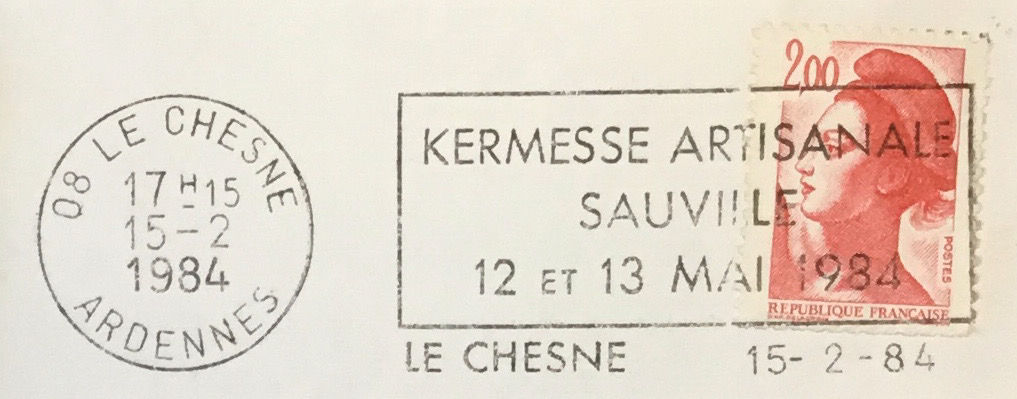 08 LE CHESNE
17 H 15
15 - 2
1984
ARDENNES
2,00
KERMESSE ARTISANALE
SAUVILLE
12 ET 13 MAI 1984
POSTES
REPUBLIQUE FRANÇAISE
LE CHESNE 15- 2 - 84